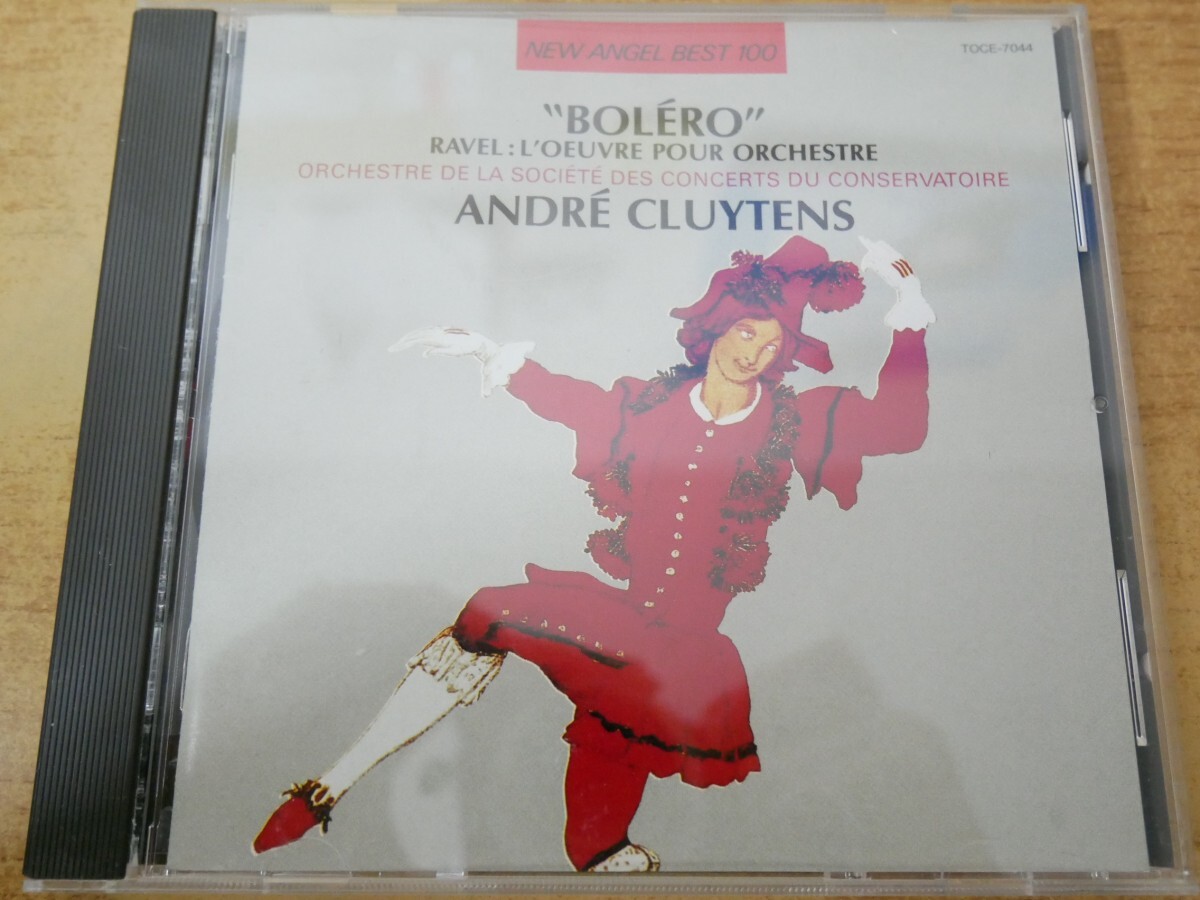 NEW ANGEL BEST 100
TOCE-7044
"BOLÉRO"
RAVEL: L'OEUVRE POUR ORCHESTRE
ORCHESTRE DE LA SOCIÉTÉ DES CONCERTS DU CONSERVATOIRE
ANDRÉ CLUYTENS